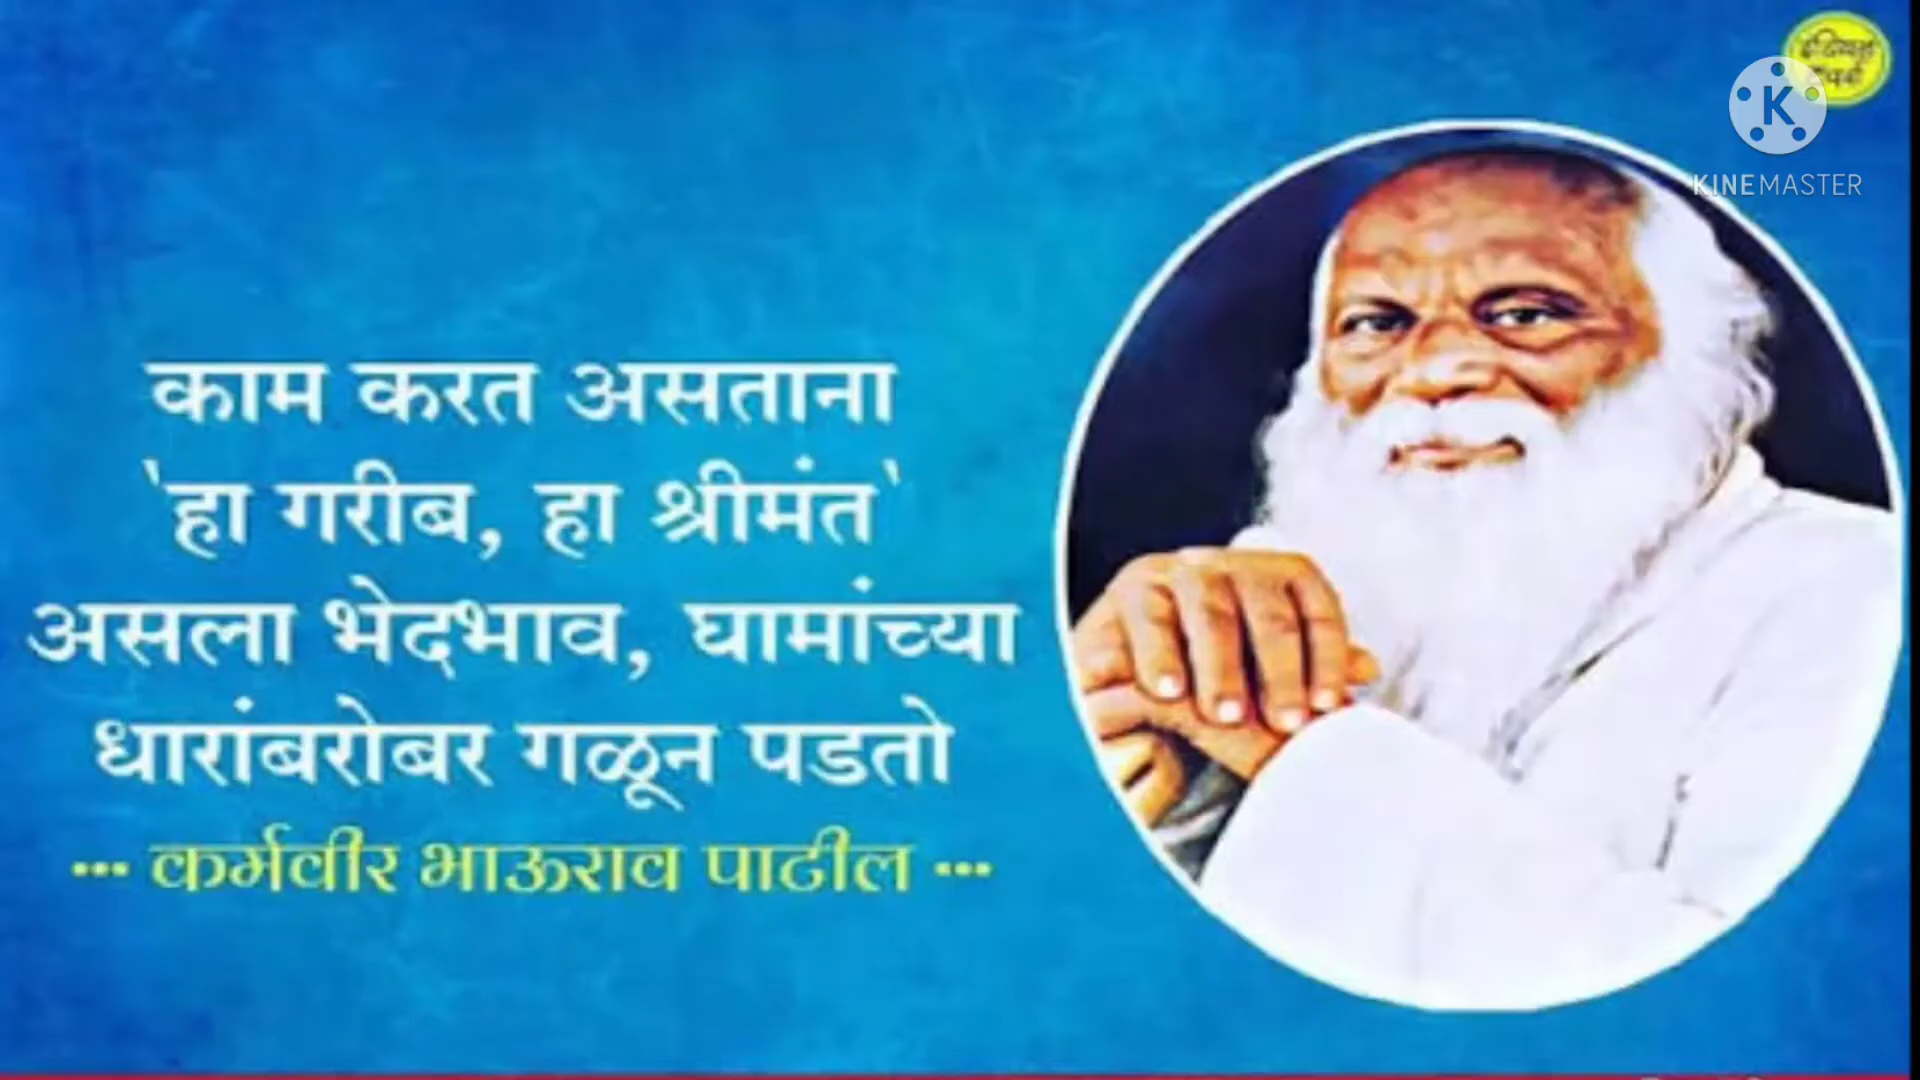 काम करत असताना
'हा गरीब, हा श्रीमंत'
असला भेदभाव, घामांच्या
धारांबरोबर गळून पडतो
••• कर्मवीर भाऊराव पाटील •••
K
KINEMASTER